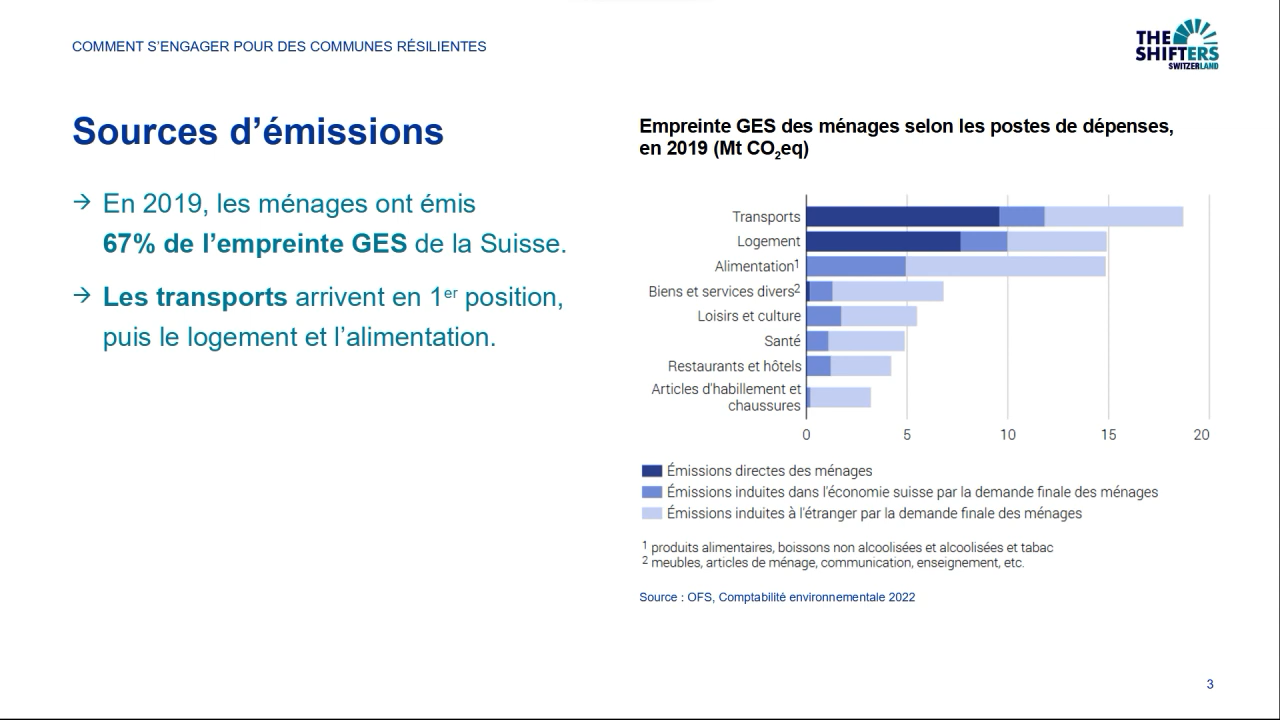 COMMENT S’ENGAGER POUR DES COMMUNES RÉSILIENTES
THE
SHIFTERS
SWITZERLAND
Sources d’émissions
→ En 2019, les ménages ont émis
67% de l’empreinte GES de la Suisse.
→ Les transports arrivent en 1er position,
puis le logement et l’alimentation.
Empreinte GES des ménages selon les postes de dépenses,
en 2019 (Mt CO2eq)
Transports
Logement
Alimentation1
Biens et services divers2
Loisirs et culture
Santé
Restaurants et hôtels
Articles d'habillement et
chaussures
0 5 10 15 20
Émissions directes des ménages
Émissions induites dans l'économie suisse par la demande finale des ménages
Émissions induites à l'étranger par la demande finale des ménages
1 produits alimentaires, boissons non alcoolisées et alcoolisées et tabac
2 meubles, articles de ménage, communication, enseignement, etc.
Source : OFS, Comptabilité environnementale 2022
3